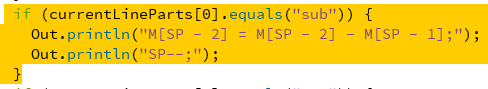 if (currentLineParts[0].equals("sub")) {
Out.println("M[SP - 2] = M[SP - 2] - M[SP - 1];");
Out.println("SP--;");
}